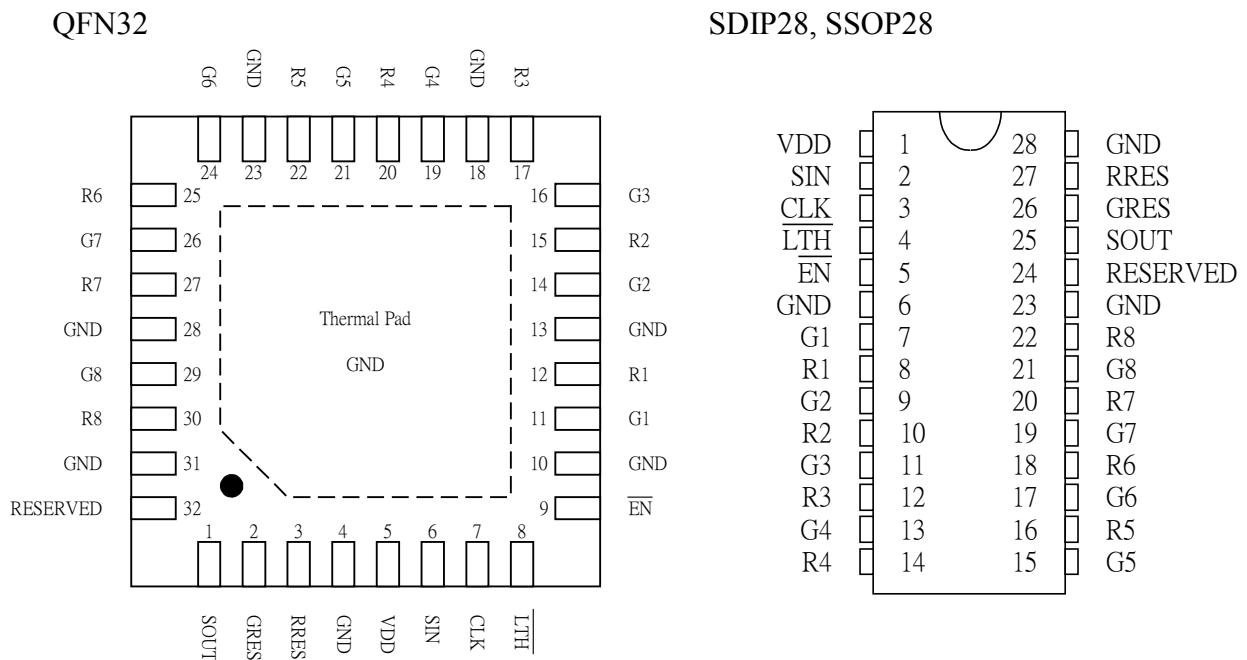 QFN32
SDIP28, SSOP28
G6 GND R5 G5 R4 G4 GND R3
24 23 22 21 20 19 18 17
R6 25
G7 26
R7 27
GND 28
G8 29
R8 30
GND 31
RESERVED 32
Thermal Pad
GND
16 G3
15 R2
14 G2
13 GND
12 R1
11 G1
10 GND
9 EN
1 2 3 4 5 6 7 8
SOUT GRES RRES GND VDD SIN CLK LTH
VDD 1 28 GND
SIN 2 27 RRES
CLK 3 26 GRES
LTH 4 25 SOUT
EN 5 24 RESERVED
GND 6 23 GND
G1 7 22 R8
R1 8 21 G8
G2 9 20 R7
R2 10 19 G7
G3 11 18 R6
R3 12 17 G6
G4 13 16 R5
R4 14 15 G5